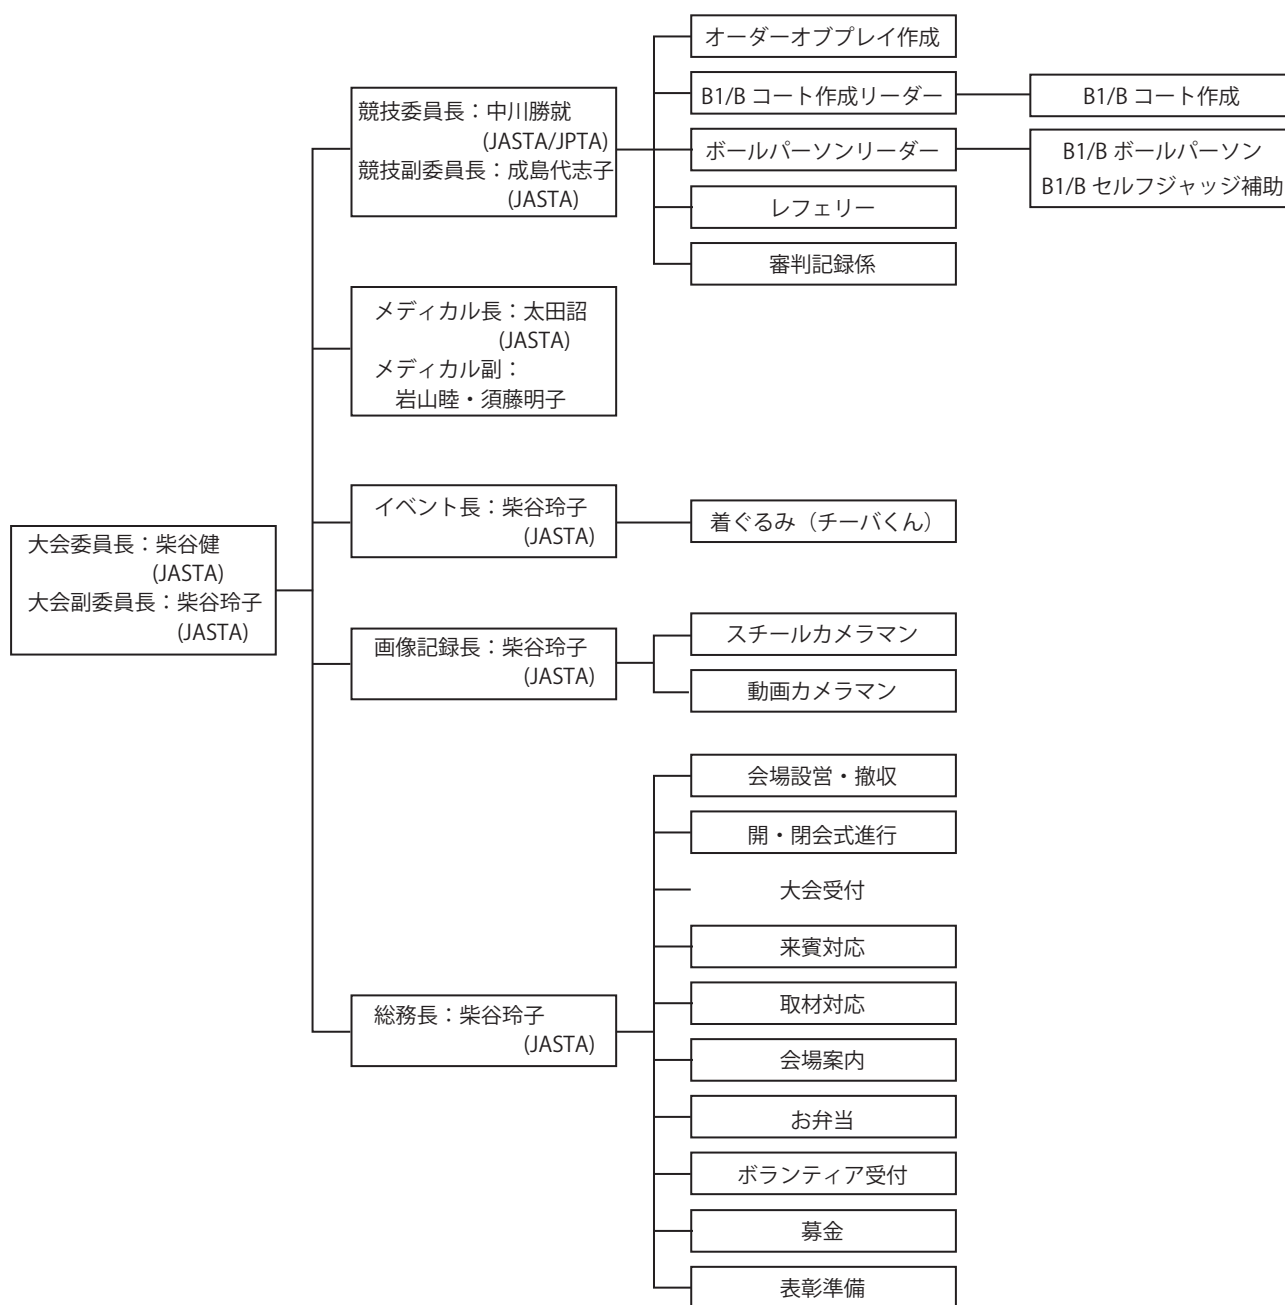 オーダーオブプレイ作成
B1/B コート作成リーダー
B1/B コート作成
競技委員長：中川勝就
(JASTA/JPTA)
競技副委員長：成島代志子
(JASTA)
ボールパーソンリーダー
B1/B ボールパーソン
B1/B セルフジャッジ補助
レフェリー
審判記録係
メディカル長：太田詔
(JASTA)
メディカル副：
岩山睦・須藤明子
イベント長：柴谷玲子
(JASTA)
着ぐるみ（チーバくん）
大会委員長：柴谷健
(JASTA)
大会副委員長：柴谷玲子
(JASTA)
画像記録長：柴谷玲子
(JASTA)
スチールカメラマン
動画カメラマン
会場設営・撤収
開・閉会式進行
大会受付
来賓対応
取材対応
総務長：柴谷玲子
(JASTA)
会場案内
お弁当
ボランティア受付
募金
表彰準備